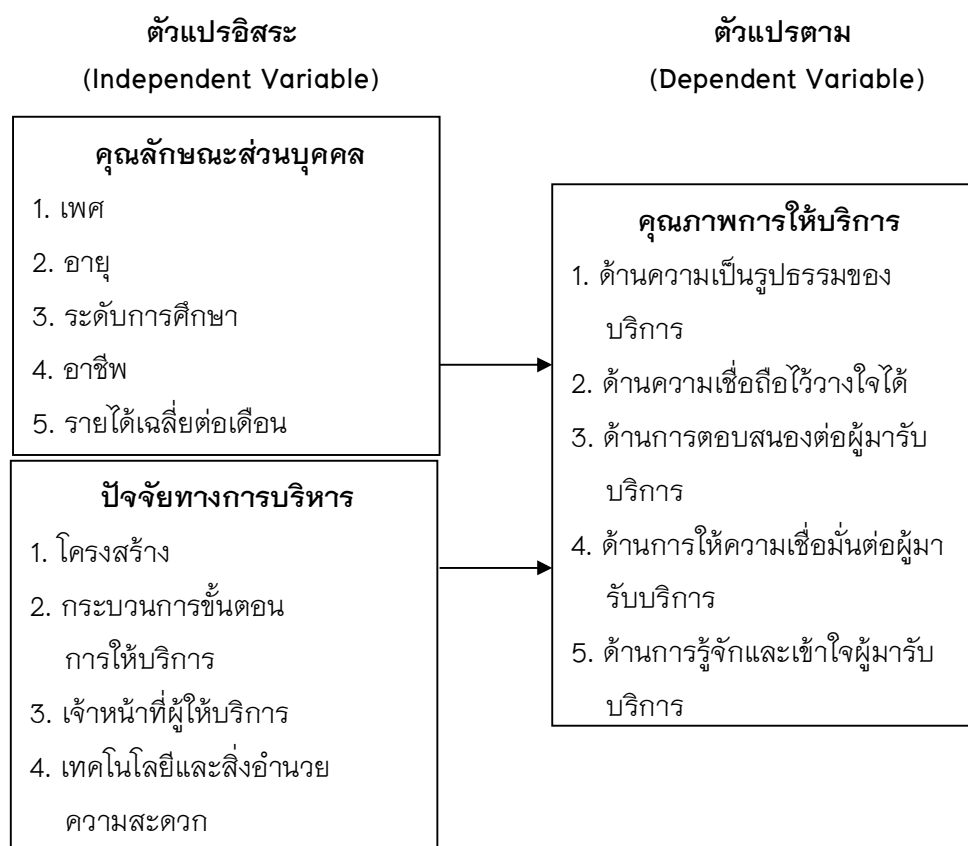 ตัวแปรอิสระ
(Independent Variable)
คุณลักษณะส่วนบุคคล
1. เพศ
2. อายุ
3. ระดับการศึกษา
4. อาชีพ
5. รายได้เฉลี่ยต่อเดือน
ปัจจัยทางการบริหาร
1. โครงสร้าง
2. กระบวนการขั้นตอน
การให้บริการ
3. เจ้าหน้าที่ผู้ให้บริการ
4. เทคโนโลยีและสิ่งอำนวย
ความสะดวก
ตัวแปรตาม
(Dependent Variable)
คุณภาพการให้บริการ
1. ด้านความเป็นรูปธรรมของ
บริการ
2. ด้านความเชื่อถือไว้วางใจได้
3. ด้านการตอบสนองต่อผู้มารับ
บริการ
4. ด้านการให้ความเชื่อมั่นต่อผู้มา
รับบริการ
5. ด้านการรู้จักและเข้าใจผู้มารับ
บริการ